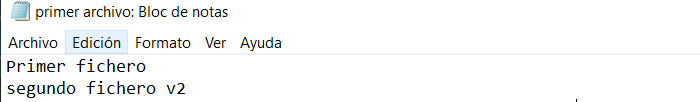 primer archivo: Bloc de notas
Archivo Edición Formato Ver Ayuda
Primer fichero
segundo fichero v2